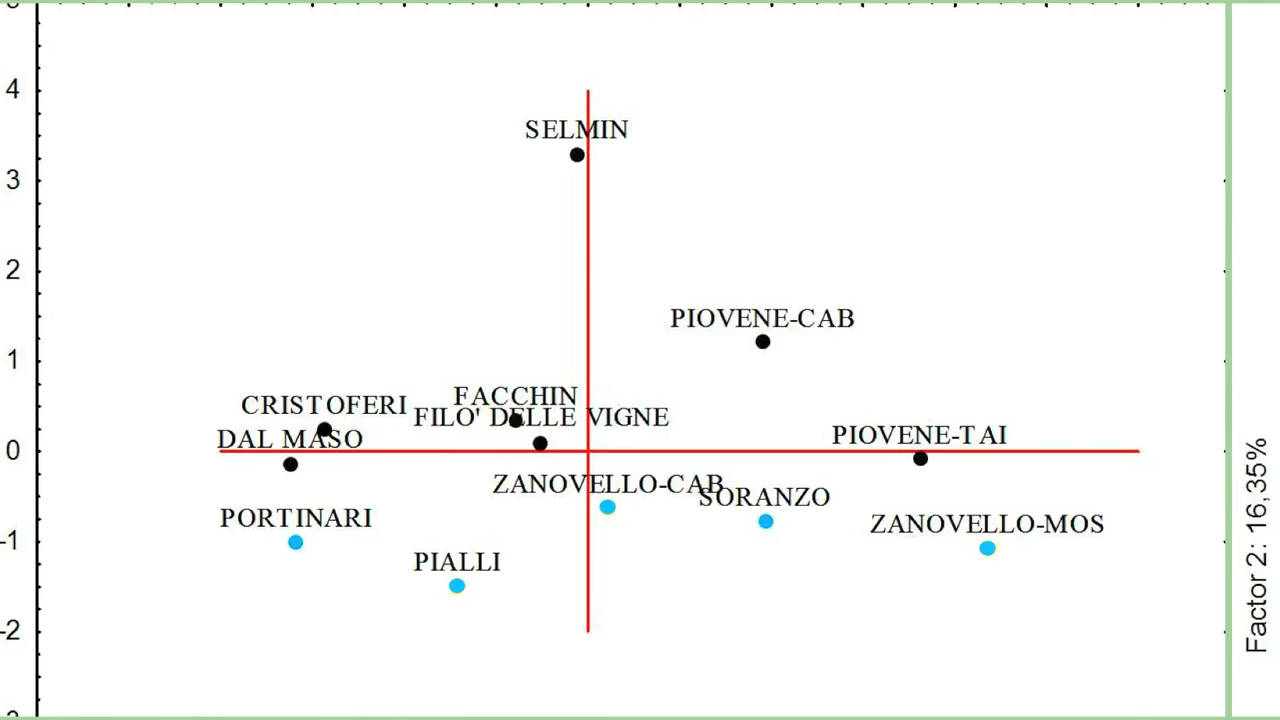 4
SELMIN
3
2
PIOVENE-CAB
1
FACCHIN
CRISTOFERI
FILO' DELLE VIGNE
DAL MASO
PIOVENE-TAI
0
ZANOVELLO-CAB
SORANZO
PORTINARI
ZANOVELLO-MOS
-1
PIALLI
-2
Factor 2: 16,35%